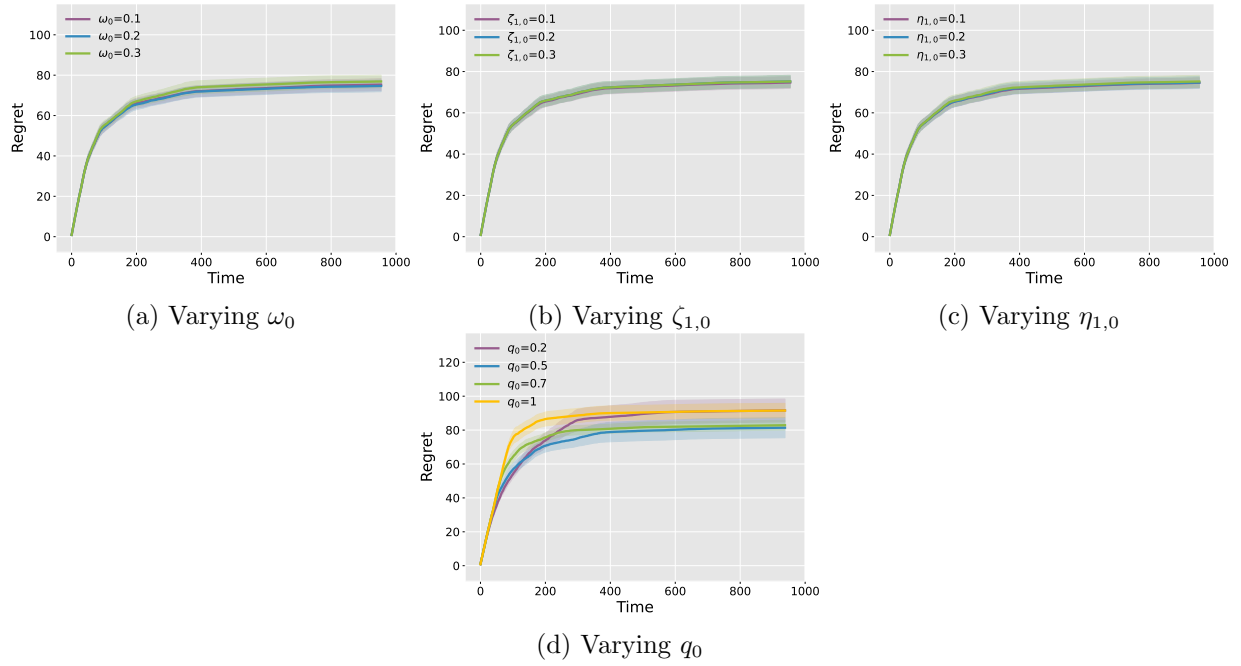 ω₀=0.1
ω₀=0.2
ω₀=0.3
100
80
60
40
20
0
Regret
0 200 400 600 800 1000
Time
(a) Varying ω₀
ζ₁,₀=0.1
ζ₁,₀=0.2
ζ₁,₀=0.3
100
80
60
40
20
0
Regret
0 200 400 600 800 1000
Time
(b) Varying ζ₁,₀
η₁,₀=0.1
η₁,₀=0.2
η₁,₀=0.3
100
80
60
40
20
0
Regret
0 200 400 600 800 1000
Time
(c) Varying η₁,₀
q₀=0.2
q₀=0.5
q₀=0.7
q₀=1
120
100
80
60
40
20
0
Regret
0 200 400 600 800 1000
Time
(d) Varying q₀